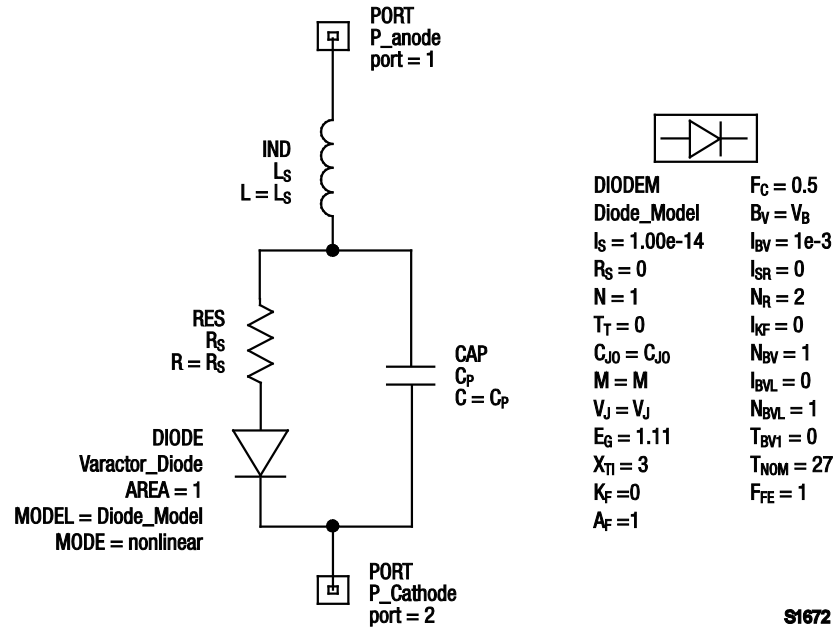 PORT
P_anode
port = 1
IND
LS
L = LS
RES
RS
R = RS
CAP
CP
C = CP
DIODE
Varactor_Diode
AREA = 1
MODEL = Diode_Model
MODE = nonlinear
PORT
P_Cathode
port = 2
DIODEM
Diode_Model
IS = 1.00e-14
RS = 0
N = 1
TT = 0
CJO = CJO
M = M
VJ = VJ
EG = 1.11
XTI = 3
KF =0
AF =1
FC = 0.5
BV = VB
IBV = 1e-3
ISR = 0
NR = 2
IKF = 0
NBV = 1
IBVL = 0
NBVL = 1
TBV1 = 0
TNOM = 27
FFE = 1
S1672